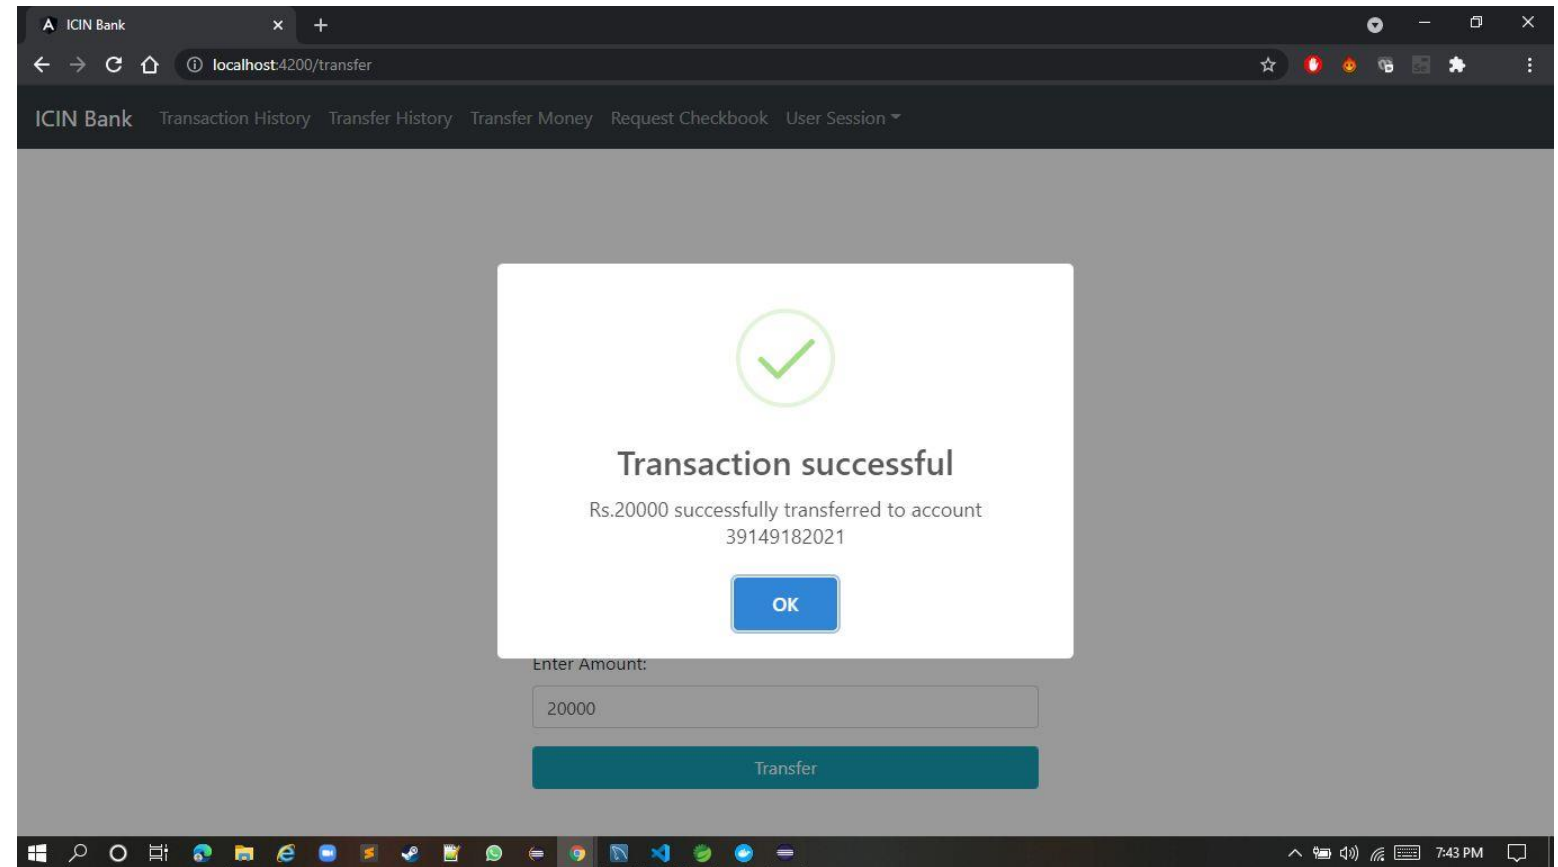 ICIN Bank
localhost:4200/transfer
ICIN Bank Transaction History Transfer History Transfer Money Request Checkbook User Session
Transaction successful
Rs.20000 successfully transferred to account
39149182021
OK
Enter Amount:
20000
Transfer
7:43 PM